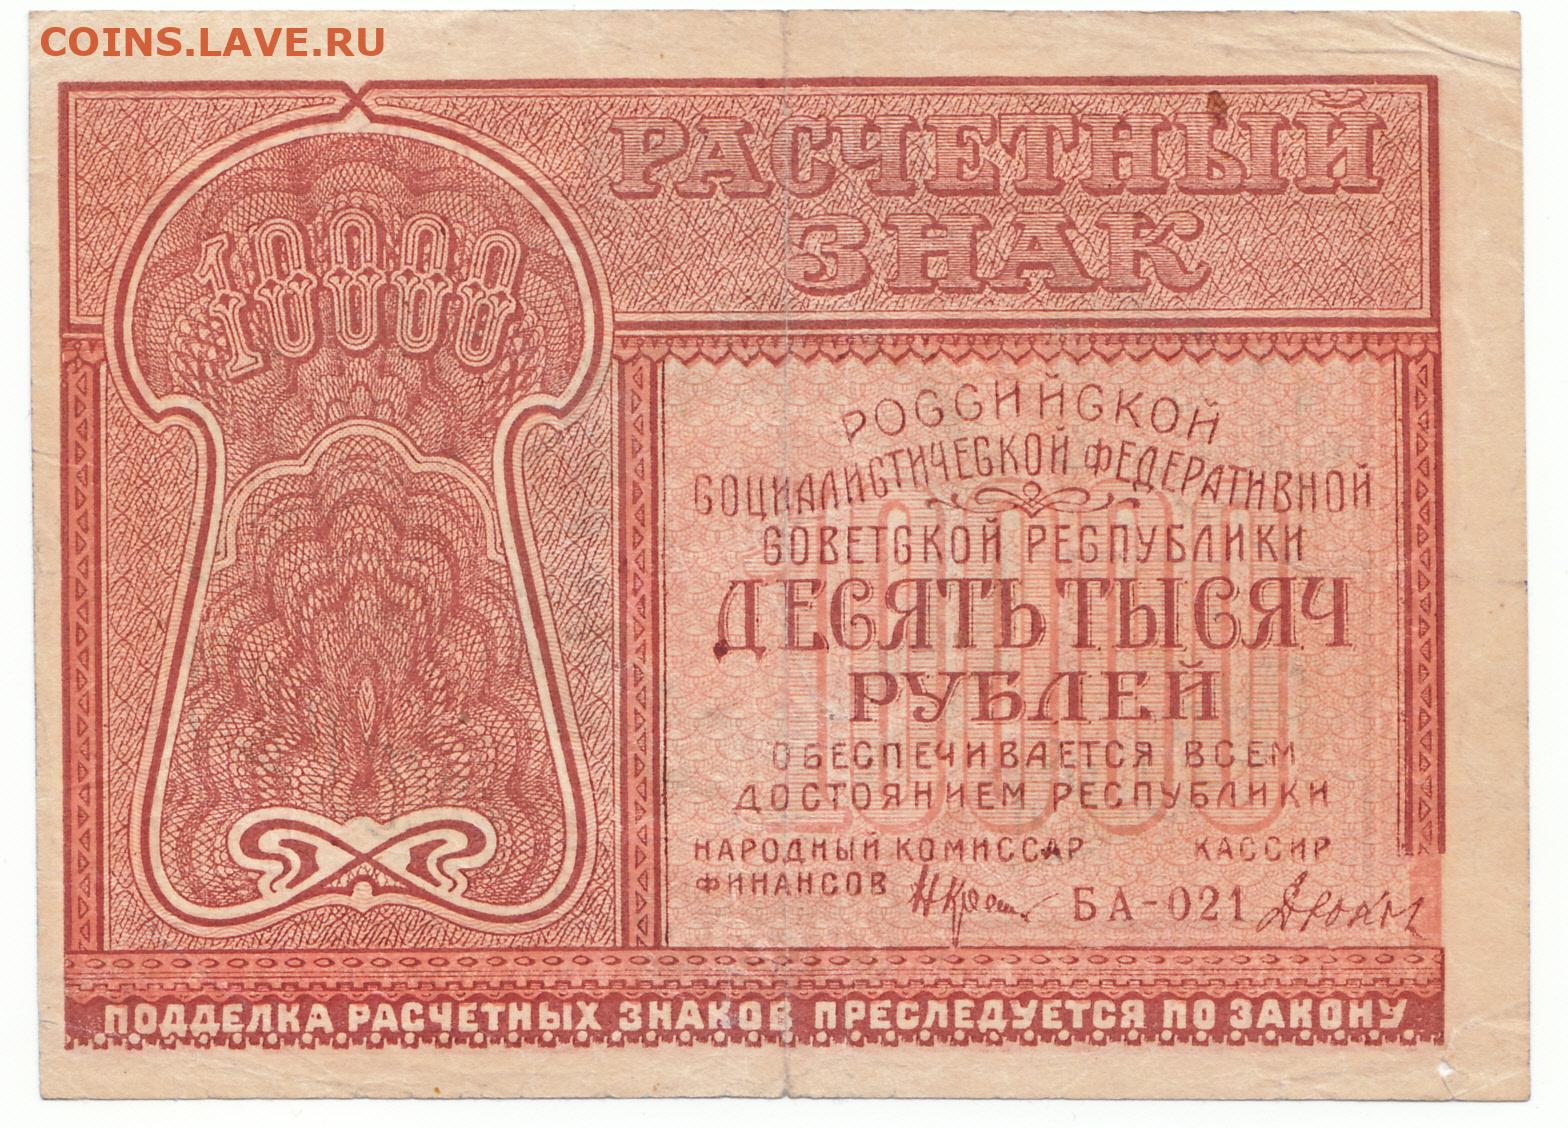 COINS.LAVE.RU
РАСЧЕТНЫЙ
ЗНАК
10000
РОССИЙСКОЙ
СОЦИАЛИСТИЧЕСКОЙ ФЕДЕРАТИВНОЙ
СОВЕТСКОЙ РЕСПУБЛИКИ
10000
ДЕСЯТЬ ТЫСЯЧ
РУБЛЕЙ
ОБЕСПЕЧИВАЕТСЯ ВСЕМ
ДОСТОЯНИЕМ РЕСПУБЛИКИ
НАРОДНЫЙ КОМИССАР КАССИР
ФИНАНСОВ БА-021
ПОДДЕЛКА РАСЧЕТНЫХ ЗНАКОВ ПРЕСЛЕДУЕТСЯ ПО ЗАКОНУ